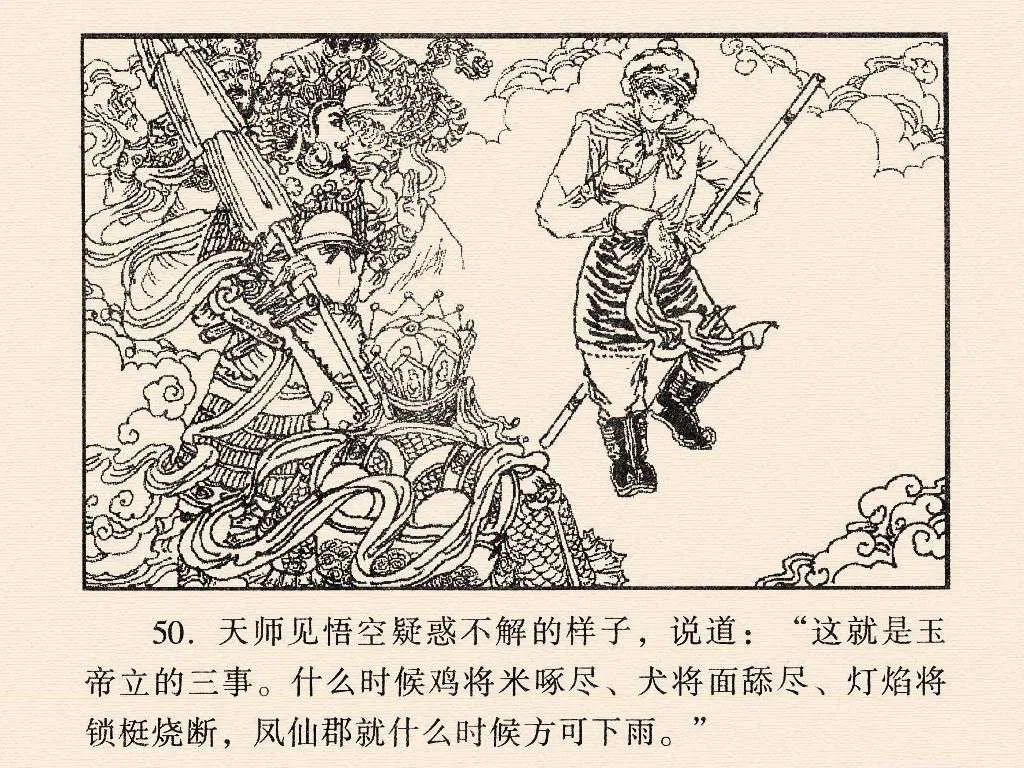 50. 天师见悟空疑惑不解的样子，说道：“这就是玉
帝立的三事。什么时候鸡将米啄尽、犬将面舔尽、灯焰将
锁梃烧断，凤仙郡就什么时候方可下雨。”